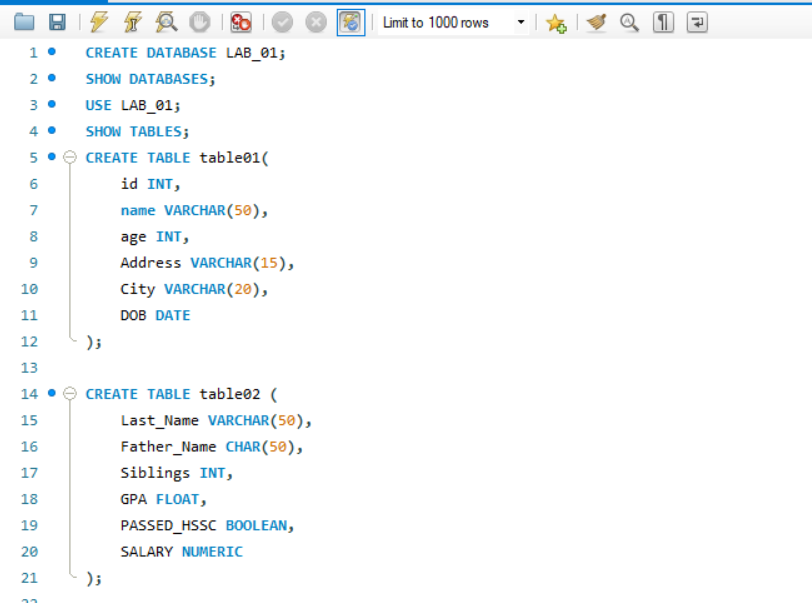 Limit to 1000 rows
1 CREATE DATABASE LAB_01;
2 SHOW DATABASES;
3 USE LAB_01;
4 SHOW TABLES;
5 CREATE TABLE table01(
6 id INT,
7 name VARCHAR(50),
8 age INT,
9 Address VARCHAR(15),
10 City VARCHAR(20),
11 DOB DATE
12 );
13
14 CREATE TABLE table02 (
15 Last_Name VARCHAR(50),
16 Father_Name CHAR(50),
17 Siblings INT,
18 GPA FLOAT,
19 PASSED_HSSC BOOLEAN,
20 SALARY NUMERIC
21 );